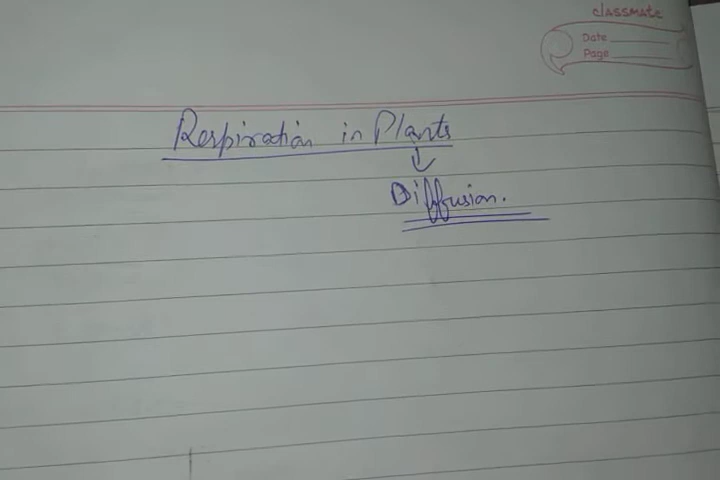 classmate
Date
Page
Respiration in Plants
Diffusion.